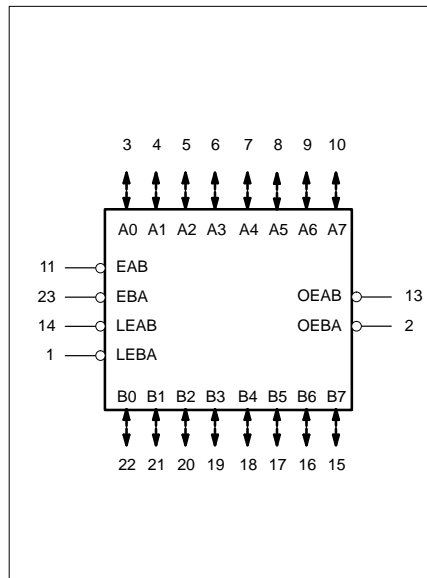 3 4 5 6 7 8 9 10
A0 A1 A2 A3 A4 A5 A6 A7
11 EAB
23 EBA OEAB 13
14 LEAB OEBA 2
1 LEBA
B0 B1 B2 B3 B4 B5 B6 B7
22 21 20 19 18 17 16 15